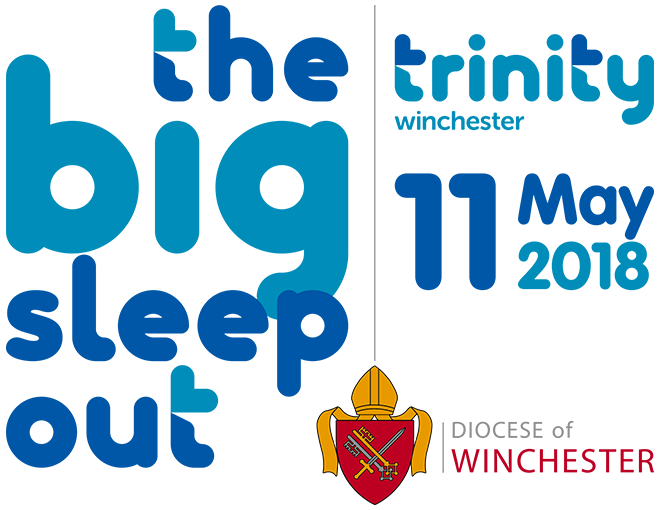 the
big
sleep
out
trinity
winchester
11 May
2018
DIOCESE of
WINCHESTER